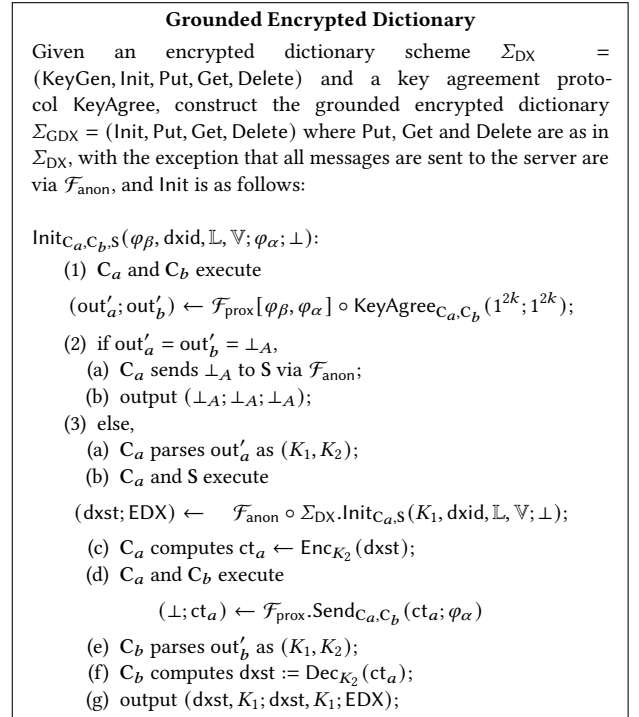 Grounded Encrypted Dictionary
Given an encrypted dictionary scheme Σ_DX =
(KeyGen, Init, Put, Get, Delete) and a key agreement proto-
col KeyAgree, construct the grounded encrypted dictionary
Σ_GDX = (Init, Put, Get, Delete) where Put, Get and Delete are as in
Σ_DX, with the exception that all messages are sent to the server are
via ℱ_anon, and Init is as follows:
Init_{C_a,C_b,S}(φ_β, dxid, 𝕃, 𝕍; φ_α; ⊥):
(1) C_a and C_b execute
(out′_a; out′_b) ← ℱ_prox[φ_β, φ_α] ∘ KeyAgree_{C_a,C_b}(1^{2k}; 1^{2k});
(2) if out′_a = out′_b = ⊥_A,
(a) C_a sends ⊥_A to S via ℱ_anon;
(b) output (⊥_A; ⊥_A; ⊥_A);
(3) else,
(a) C_a parses out′_a as (K_1, K_2);
(b) C_a and S execute
(dxst; EDX) ← ℱ_anon ∘ Σ_DX.Init_{C_a,S}(K_1, dxid, 𝕃, 𝕍; ⊥);
(c) C_a computes ct_a ← Enc_{K_2}(dxst);
(d) C_a and C_b execute
(⊥; ct_a) ← ℱ_prox.Send_{C_a,C_b}(ct_a; φ_α)
(e) C_b parses out′_b as (K_1, K_2);
(f) C_b computes dxst := Dec_{K_2}(ct_a);
(g) output (dxst, K_1; dxst, K_1; EDX);